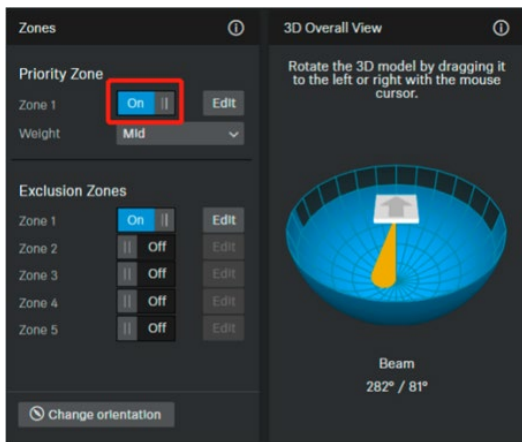 Zones
Priority Zone
Zone 1 On Edit
Weight Mid
Exclusion Zones
Zone 1 On Edit
Zone 2 Off Edit
Zone 3 Off Edit
Zone 4 Off Edit
Zone 5 Off Edit
Change orientation
3D Overall View
Rotate the 3D model by dragging it
to the left or right with the mouse
cursor.
Beam
282° / 81°